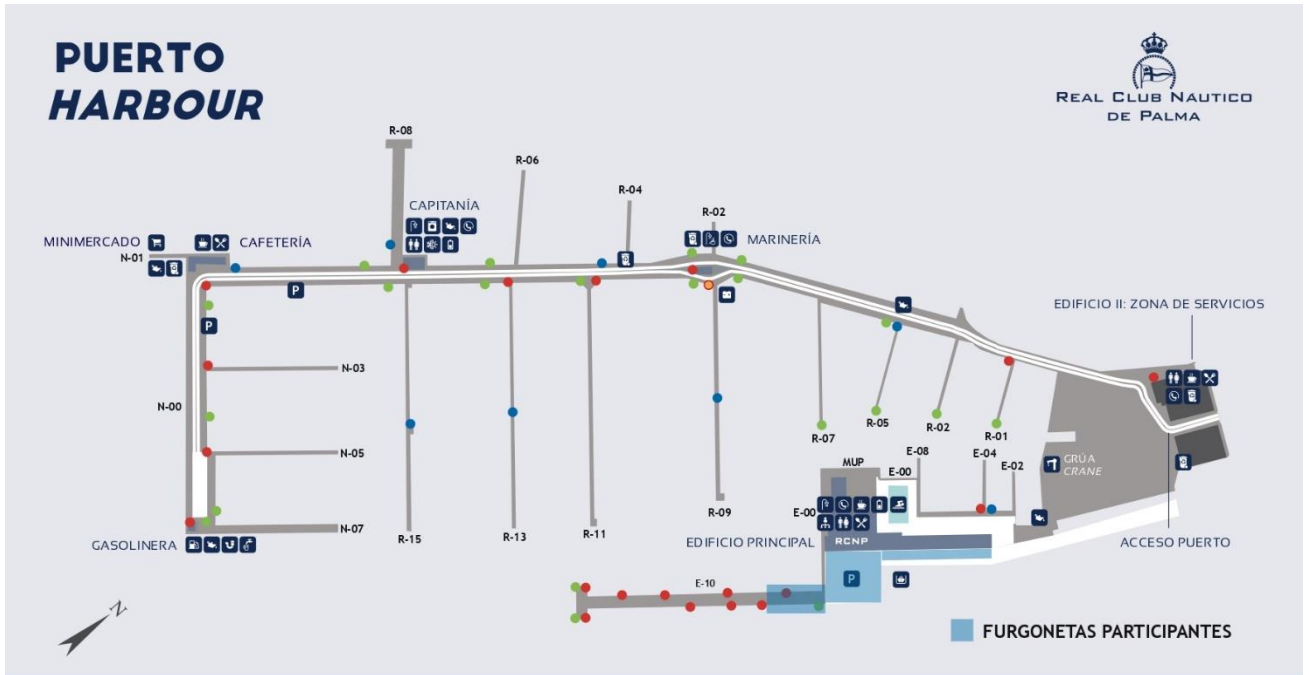 PUERTO
HARBOUR
REAL CLUB NAUTICO
DE PALMA
R-08
R-06
R-04
R-02
CAPITANÍA
MARINERÍA
MINIMERCADO
CAFETERÍA
N-01
P
P
EDIFICIO II: ZONA DE SERVICIOS
N-03
N-00
R-05
R-02
R-01
R-07
N-05
MUP
E-08
E-04
E-02
E-00
GRÚA
CRANE
R-09
E-00
N-07
R-15
R-13
R-11
GASOLINERA
EDIFICIO PRINCIPAL
RCNP
ACCESO PUERTO
E-10
P
N
FURGONETAS PARTICIPANTES